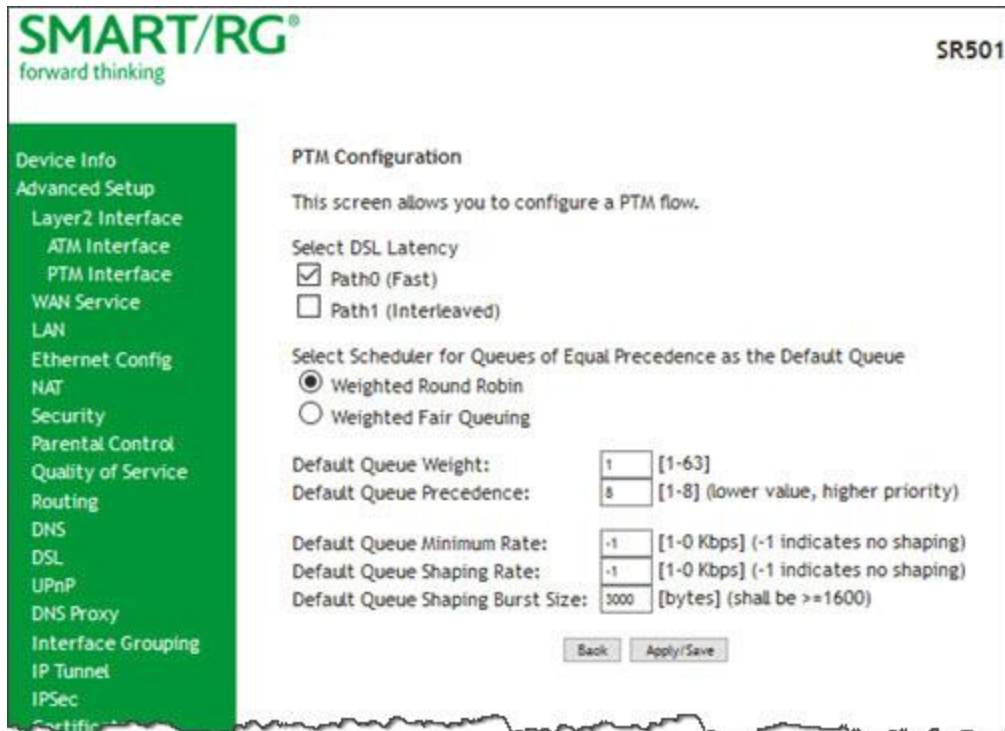 SMART/RG®
forward thinking
SR501
Device Info
Advanced Setup
Layer2 Interface
ATM Interface
PTM Interface
WAN Service
LAN
Ethernet Config
NAT
Security
Parental Control
Quality of Service
Routing
DNS
DSL
UPnP
DNS Proxy
Interface Grouping
IP Tunnel
IPSec
PTM Configuration
This screen allows you to configure a PTM flow.
Select DSL Latency
Path0 (Fast)
Path1 (Interleaved)
Select Scheduler for Queues of Equal Precedence as the Default Queue
Weighted Round Robin
Weighted Fair Queuing
Default Queue Weight: 1 [1-63]
Default Queue Precedence: 8 [1-8] (lower value, higher priority)
Default Queue Minimum Rate: -1 [1-0 Kbps] (-1 indicates no shaping)
Default Queue Shaping Rate: -1 [1-0 Kbps] (-1 indicates no shaping)
Default Queue Shaping Burst Size: 3000 [bytes] (shall be >=1600)
Back Apply/Save